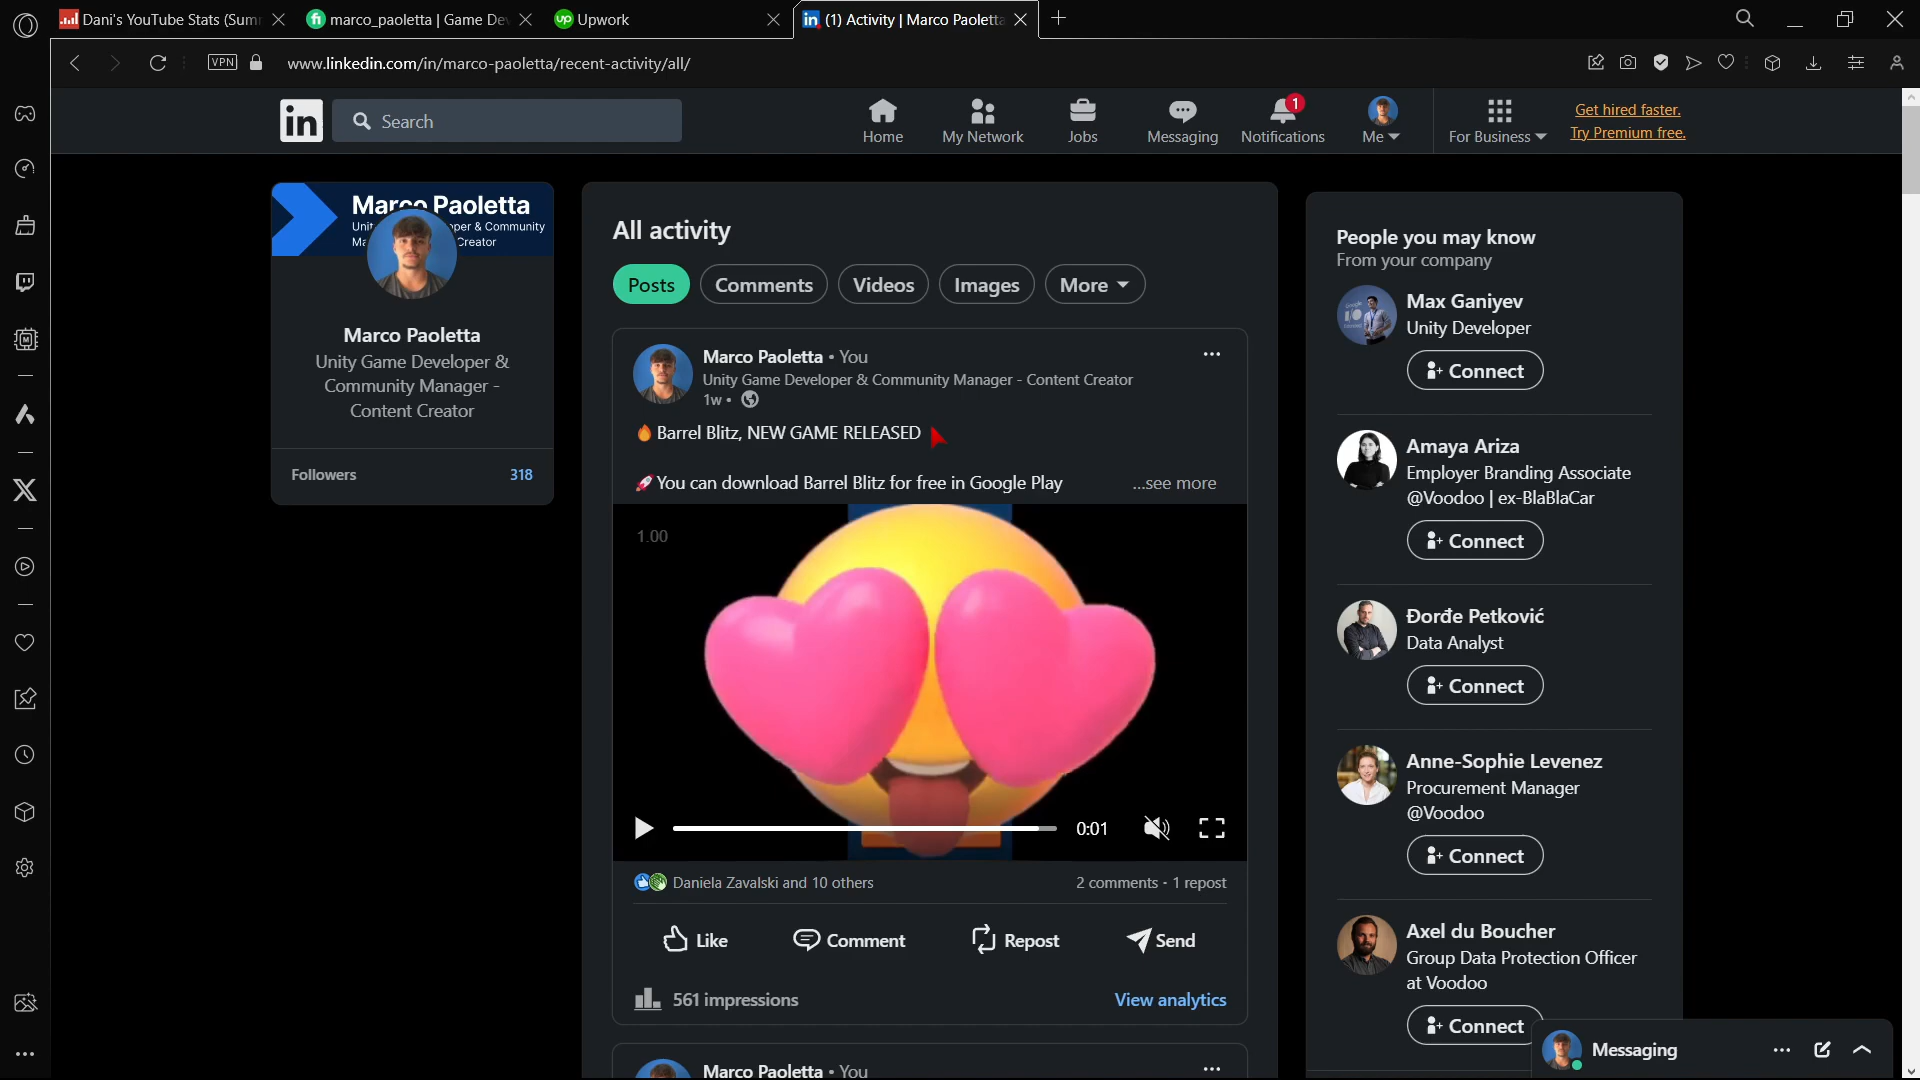 Dani's YouTube Stats (Sum
marco_paoletta | Game De
Upwork
(1) Activity | Marco Paoletta
VPN
www.linkedin.com/in/marco-paoletta/recent-activity/all/
in
Search
Home
My Network
Jobs
Messaging
1
Notifications
Me
For Business
Get hired faster.
Try Premium free.
Marco Paoletta
oper & Community
Creator
Marco Paoletta
Unity Game Developer &
Community Manager -
Content Creator
Followers
318
All activity
Posts
Comments
Videos
Images
More
Marco Paoletta • You
Unity Game Developer & Community Manager - Content Creator
1w •
🔥 Barrel Blitz, NEW GAME RELEASED
🚀You can download Barrel Blitz for free in Google Play
...see more
1.00
0:01
Daniela Zavalski and 10 others
2 comments • 1 repost
Like
Comment
Repost
Send
561 impressions
View analytics
Marco Paoletta • You
People you may know
From your company
Max Ganiyev
Unity Developer
Connect
Amaya Ariza
Employer Branding Associate
@Voodoo | ex-BlaBlaCar
Connect
Đorđe Petković
Data Analyst
Connect
Anne-Sophie Levenez
Procurement Manager
@Voodoo
Connect
Axel du Boucher
Group Data Protection Officer
at Voodoo
Connect
Messaging